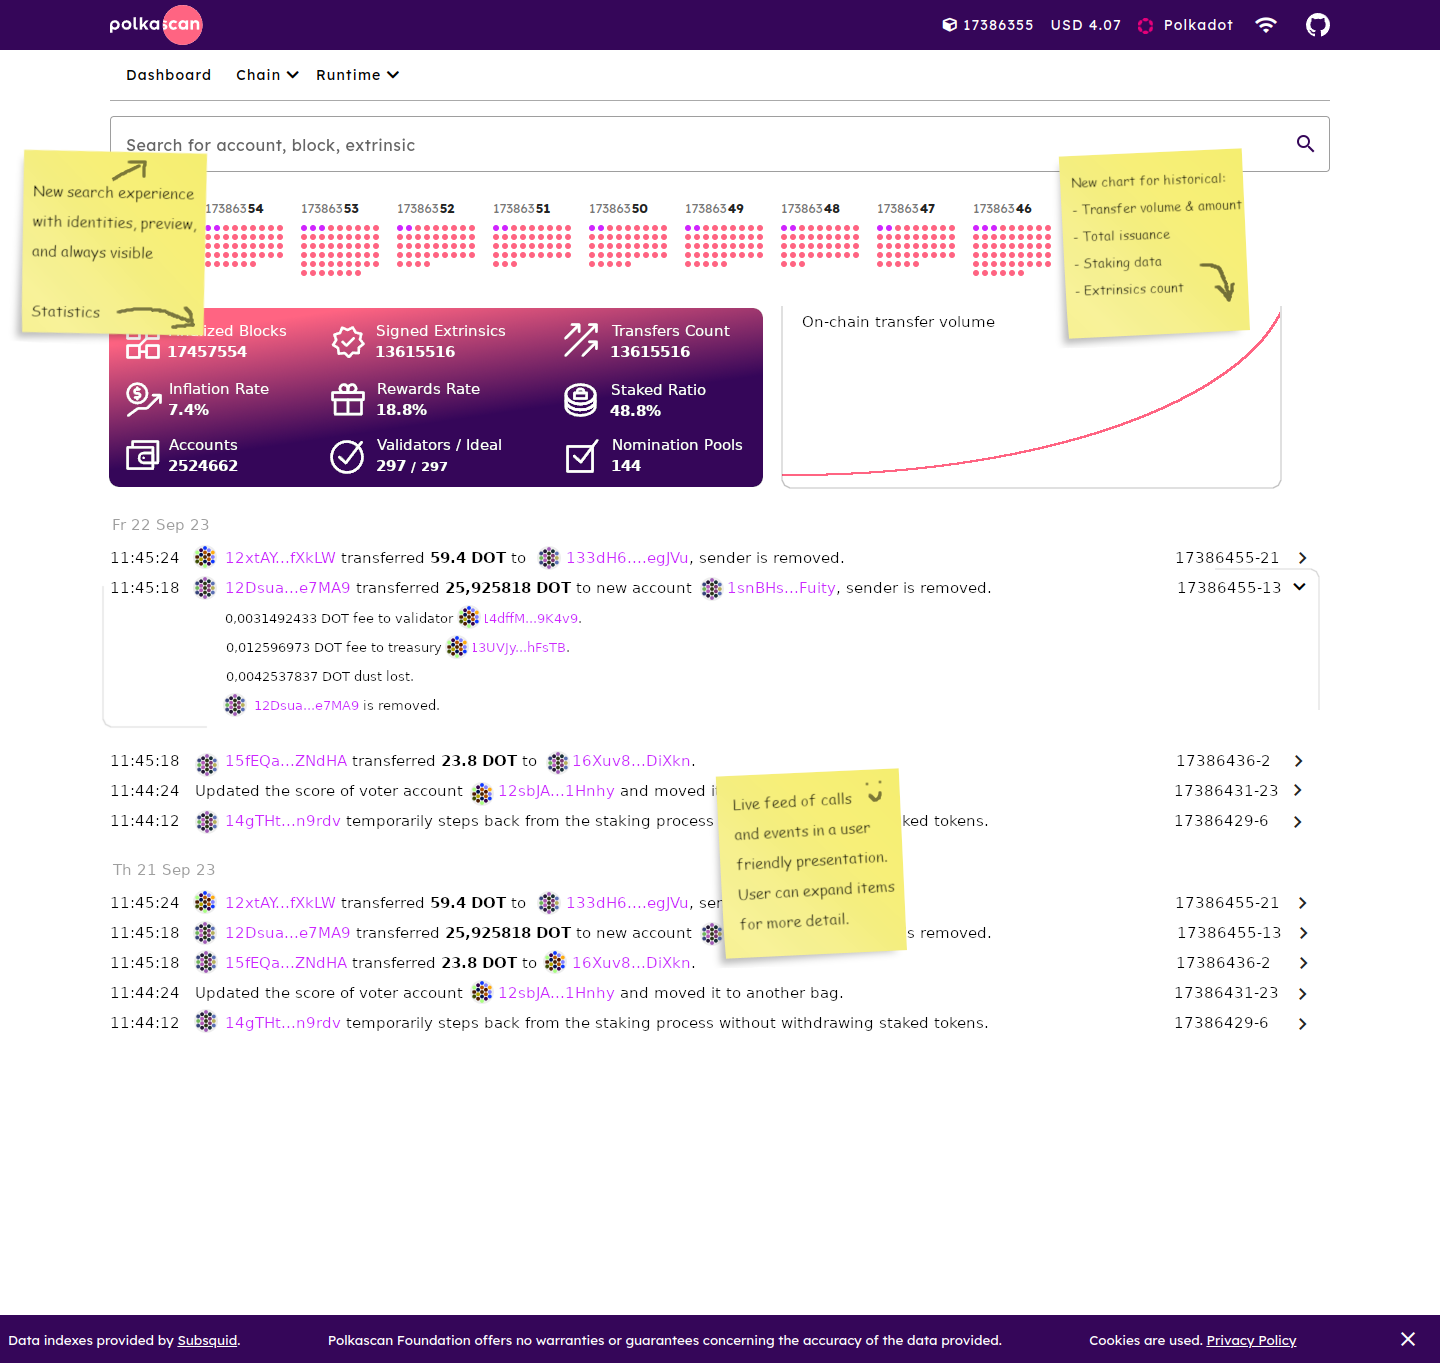 polkascan
17386355 USD 4.07 Polkadot
Dashboard Chain Runtime
Search for account, block, extrinsic
New search experience
with identities, preview,
and always visible
Statistics
New chart for historical:
- Transfer volume & amount
- Total issuance
- Staking data
- Extrinsics count
17386354 17386353 17386352 17386351 17386350 17386349 17386348 17386347 17386346
Blocks
17457554
Signed Extrinsics
13615516
Transfers Count
13615516
Inflation Rate
7.4%
Rewards Rate
18.8%
Staked Ratio
48.8%
Accounts
2524662
Validators / Ideal
297 / 297
Nomination Pools
144
On-chain transfer volume
Fr 22 Sep 23
11:45:24 12xtAY...fXkLW transferred 59.4 DOT to 133dH6....egJVu, sender is removed. 17386455-21
11:45:18 12Dsua...e7MA9 transferred 25,925818 DOT to new account 1snBHs...Fuity, sender is removed. 17386455-13
0,0031492433 DOT fee to validator 14dffM...9K4v9.
0,012596973 DOT fee to treasury 13UVJy...hFsTB.
0,0042537837 DOT dust lost.
12Dsua...e7MA9 is removed.
11:45:18 15fEQa...ZNdHA transferred 23.8 DOT to 16Xuv8...DiXkn. 17386436-2
11:44:24 Updated the score of voter account 12sbJA...1Hnhy and moved 17386431-23
11:44:12 14gTHt...n9rdv temporarily steps back from the staking process ked tokens. 17386429-6
Live feed of calls
and events in a user
friendly presentation.
User can expand items
for more detail.
Th 21 Sep 23
11:45:24 12xtAY...fXkLW transferred 59.4 DOT to 133dH6....egJVu, 17386455-21
11:45:18 12Dsua...e7MA9 transferred 25,925818 DOT to new account s removed. 17386455-13
11:45:18 15fEQa...ZNdHA transferred 23.8 DOT to 16Xuv8...DiXkn. 17386436-2
11:44:24 Updated the score of voter account 12sbJA...1Hnhy and moved it to another bag. 17386431-23
11:44:12 14gTHt...n9rdv temporarily steps back from the staking process without withdrawing staked tokens. 17386429-6
Data indexes provided by Subsquid. Polkascan Foundation offers no warranties or guarantees concerning the accuracy of the data provided. Cookies are used. Privacy Policy